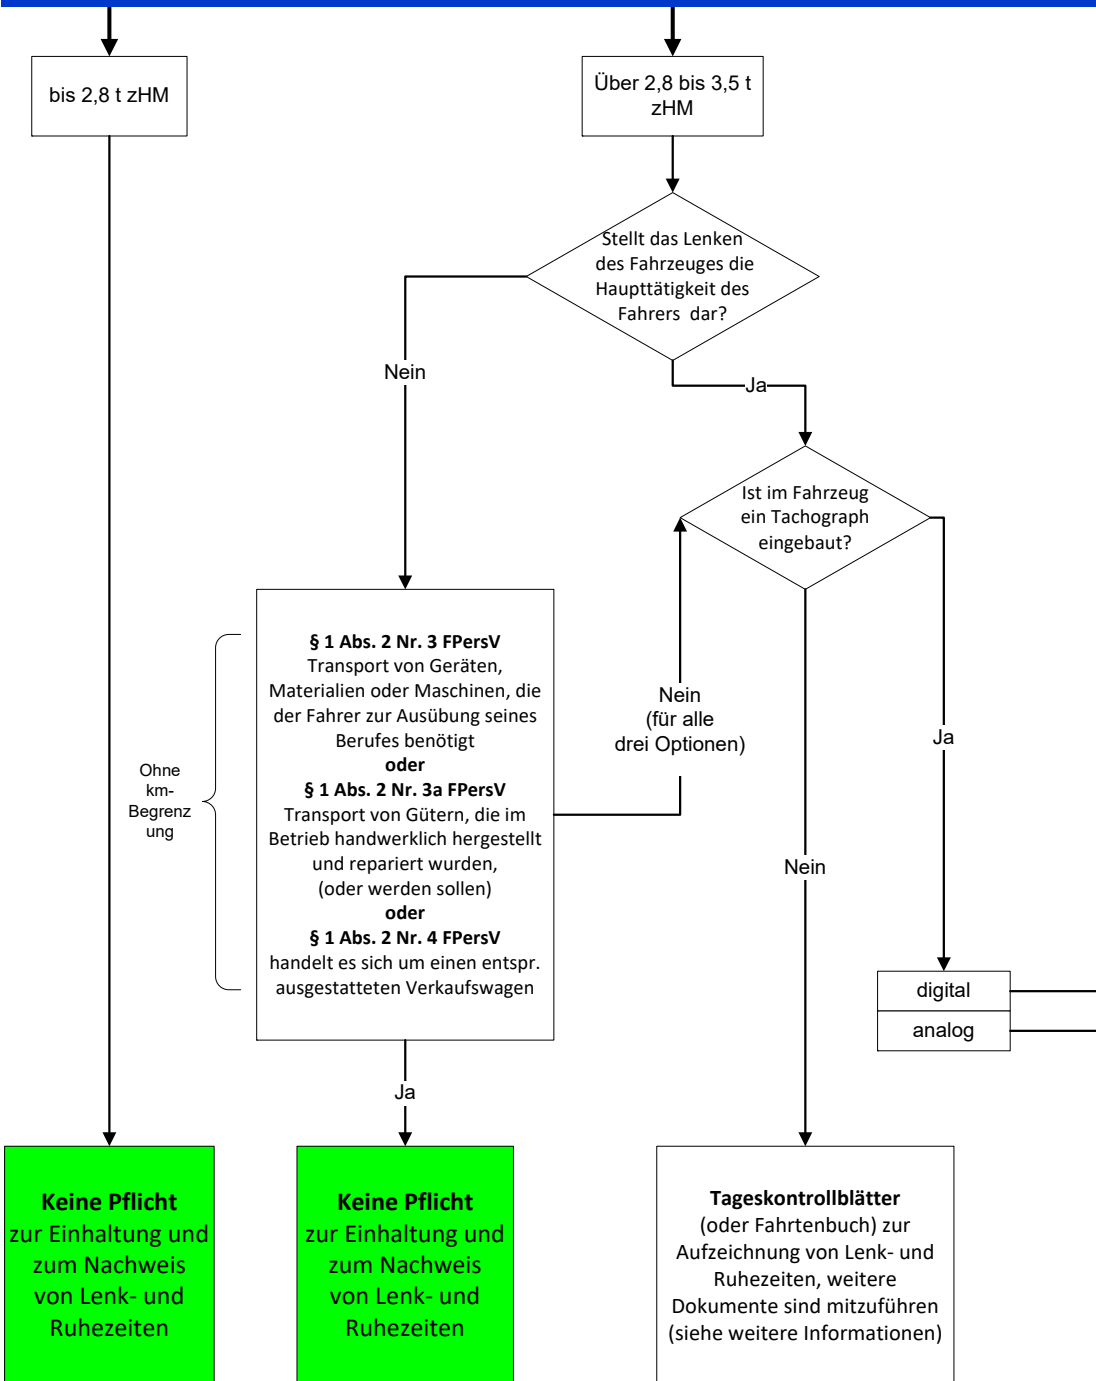 bis 2,8 t zHM
Über 2,8 bis 3,5 t
zHM
Stellt das Lenken
des Fahrzeuges die
Haupttätigkeit des
Fahrers dar?
Nein
Ja
Ist im Fahrzeug
ein Tachograph
eingebaut?
§ 1 Abs. 2 Nr. 3 FPersV
Transport von Geräten,
Materialien oder Maschinen, die
der Fahrer zur Ausübung seines
Berufes benötigt
oder
§ 1 Abs. 2 Nr. 3a FPersV
Transport von Gütern, die im
Betrieb handwerklich hergestellt
und repariert wurden,
(oder werden sollen)
oder
§ 1 Abs. 2 Nr. 4 FPersV
handelt es sich um einen entspr.
ausgestatteten Verkaufswagen
Ohne
km-
Begrenz
ung
Nein
(für alle
drei Optionen)
Ja
Nein
digital
analog
Ja
Keine Pflicht
zur Einhaltung und
zum Nachweis
von Lenk- und
Ruhezeiten
Keine Pflicht
zur Einhaltung und
zum Nachweis
von Lenk- und
Ruhezeiten
Tageskontrollblätter
(oder Fahrtenbuch) zur
Aufzeichnung von Lenk- und
Ruhezeiten, weitere
Dokumente sind mitzuführen
(siehe weitere Informationen)